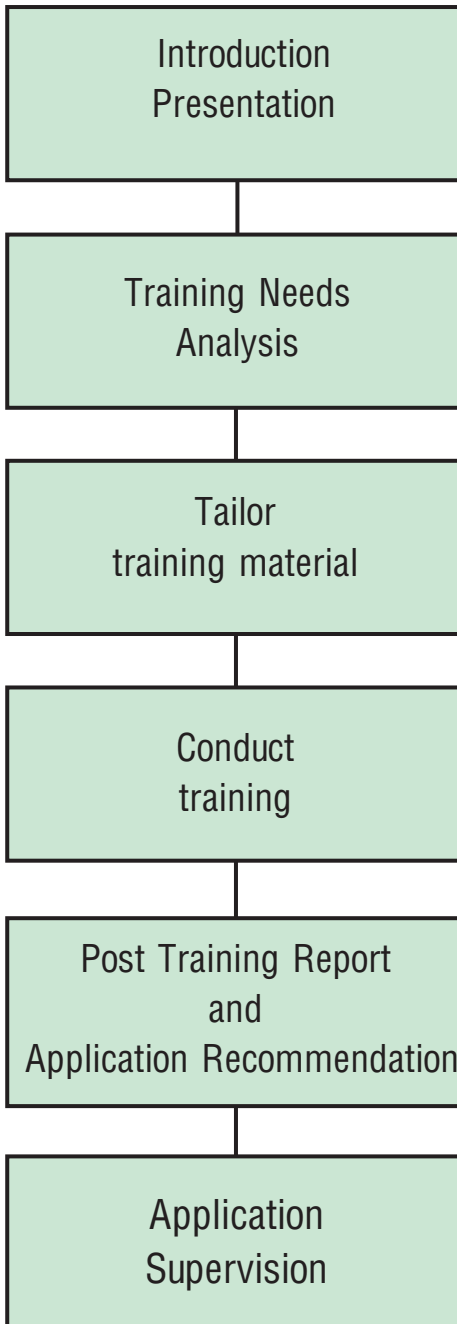 Introduction
Presentation
Training Needs
Analysis
Tailor
training material
Conduct
training
Post Training Report
and
Application Recommendation
Application
Supervision